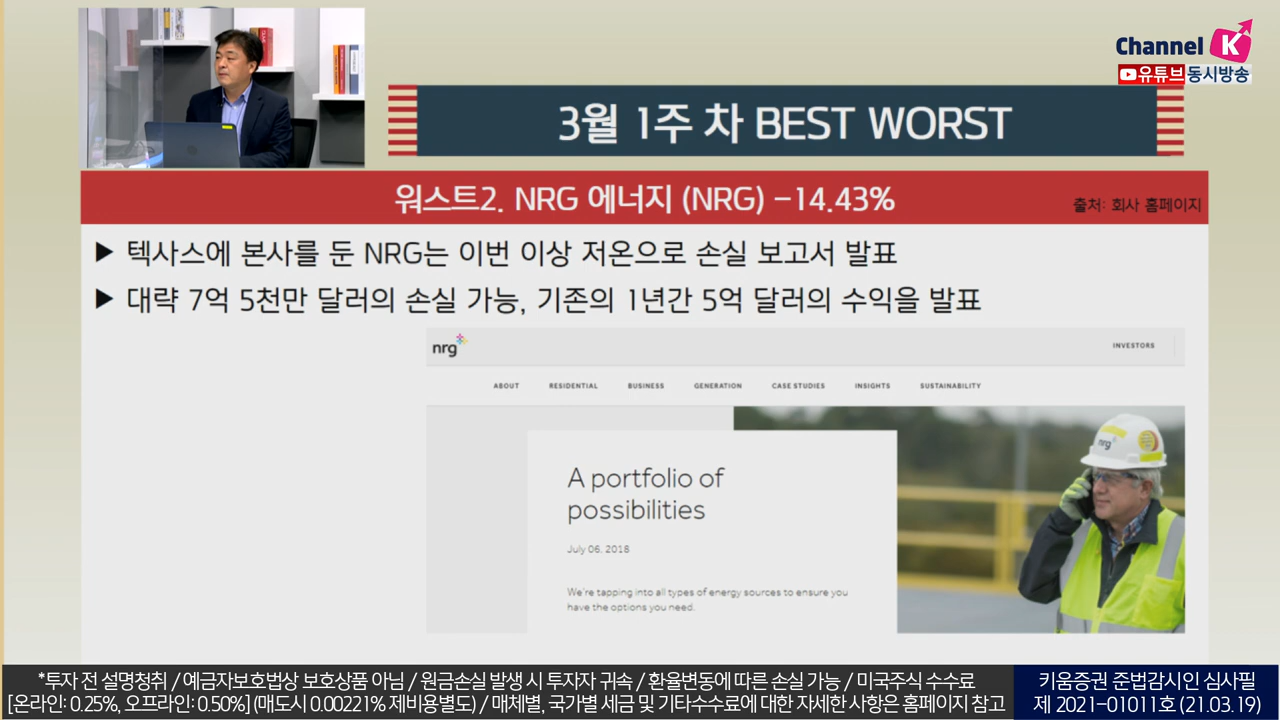 Channel K
유튜브동시방송
3월 1주 차 BEST WORST
워스트2. NRG 에너지 (NRG) -14.43%
출처: 회사 홈페이지
▶ 텍사스에 본사를 둔 NRG는 이번 이상 저온으로 손실 보고서 발표
▶ 대략 7억 5천만 달러의 손실 가능, 기존의 1년간 5억 달러의 수익을 발표
nrg
INVESTORS
ABOUT RESIDENTIAL BUSINESS GENERATION CASE STUDIES INSIGHTS SUSTAINABILITY
A portfolio of
possibilities
July 06, 2018
We're tapping into all types of energy sources to ensure you
have the options you need.
nrg
*투자 전 설명청취 / 예금자보호법상 보호상품 아님 / 원금손실 발생 시 투자자 귀속 / 환율변동에 따른 손실 가능 / 미국주식 수수료
[온라인: 0.25%, 오프라인: 0.50%] (매도시 0.00221% 제비용별도) / 매체별, 국가별 세금 및 기타수수료에 대한 자세한 사항은 홈페이지 참고
키움증권 준법감시인 심사필
제 2021-01011호 (21.03.19)